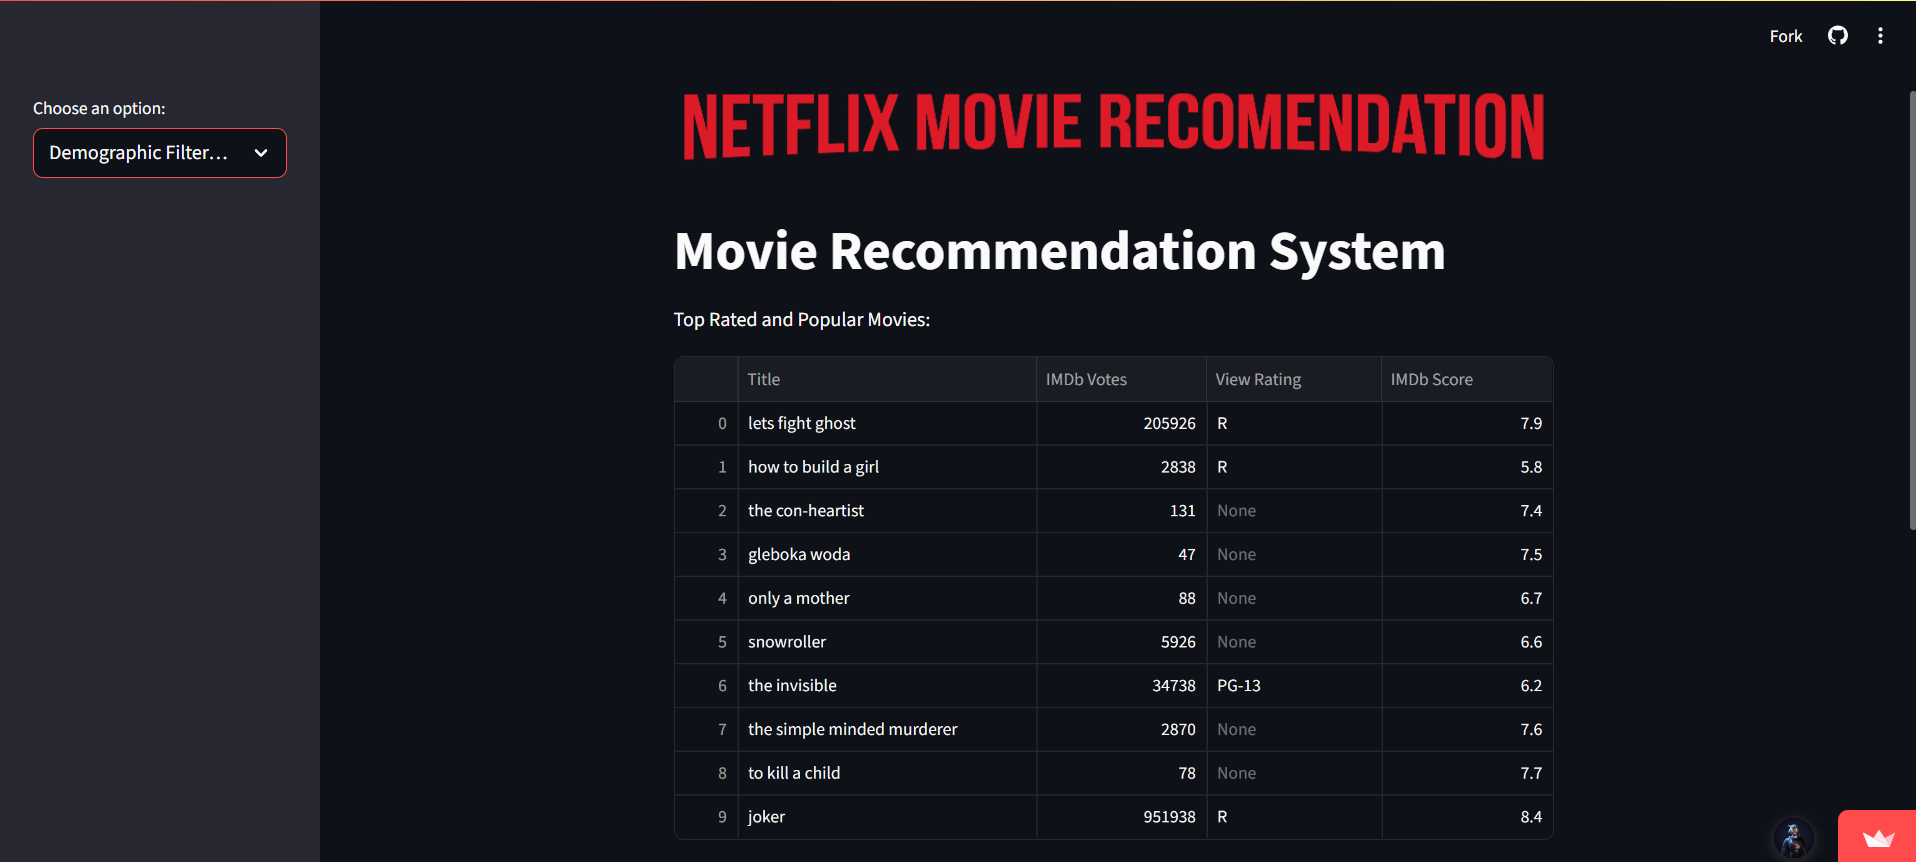 Fork
Choose an option:
Demographic Filter...
NETFLIX MOVIE RECOMENDATION
Movie Recommendation System
Top Rated and Popular Movies:
Title IMDb Votes View Rating IMDb Score
0 lets fight ghost 205926 R 7.9
1 how to build a girl 2838 R 5.8
2 the con-heartist 131 None 7.4
3 gleboka woda 47 None 7.5
4 only a mother 88 None 6.7
5 snowroller 5926 None 6.6
6 the invisible 34738 PG-13 6.2
7 the simple minded murderer 2870 None 7.6
8 to kill a child 78 None 7.7
9 joker 951938 R 8.4